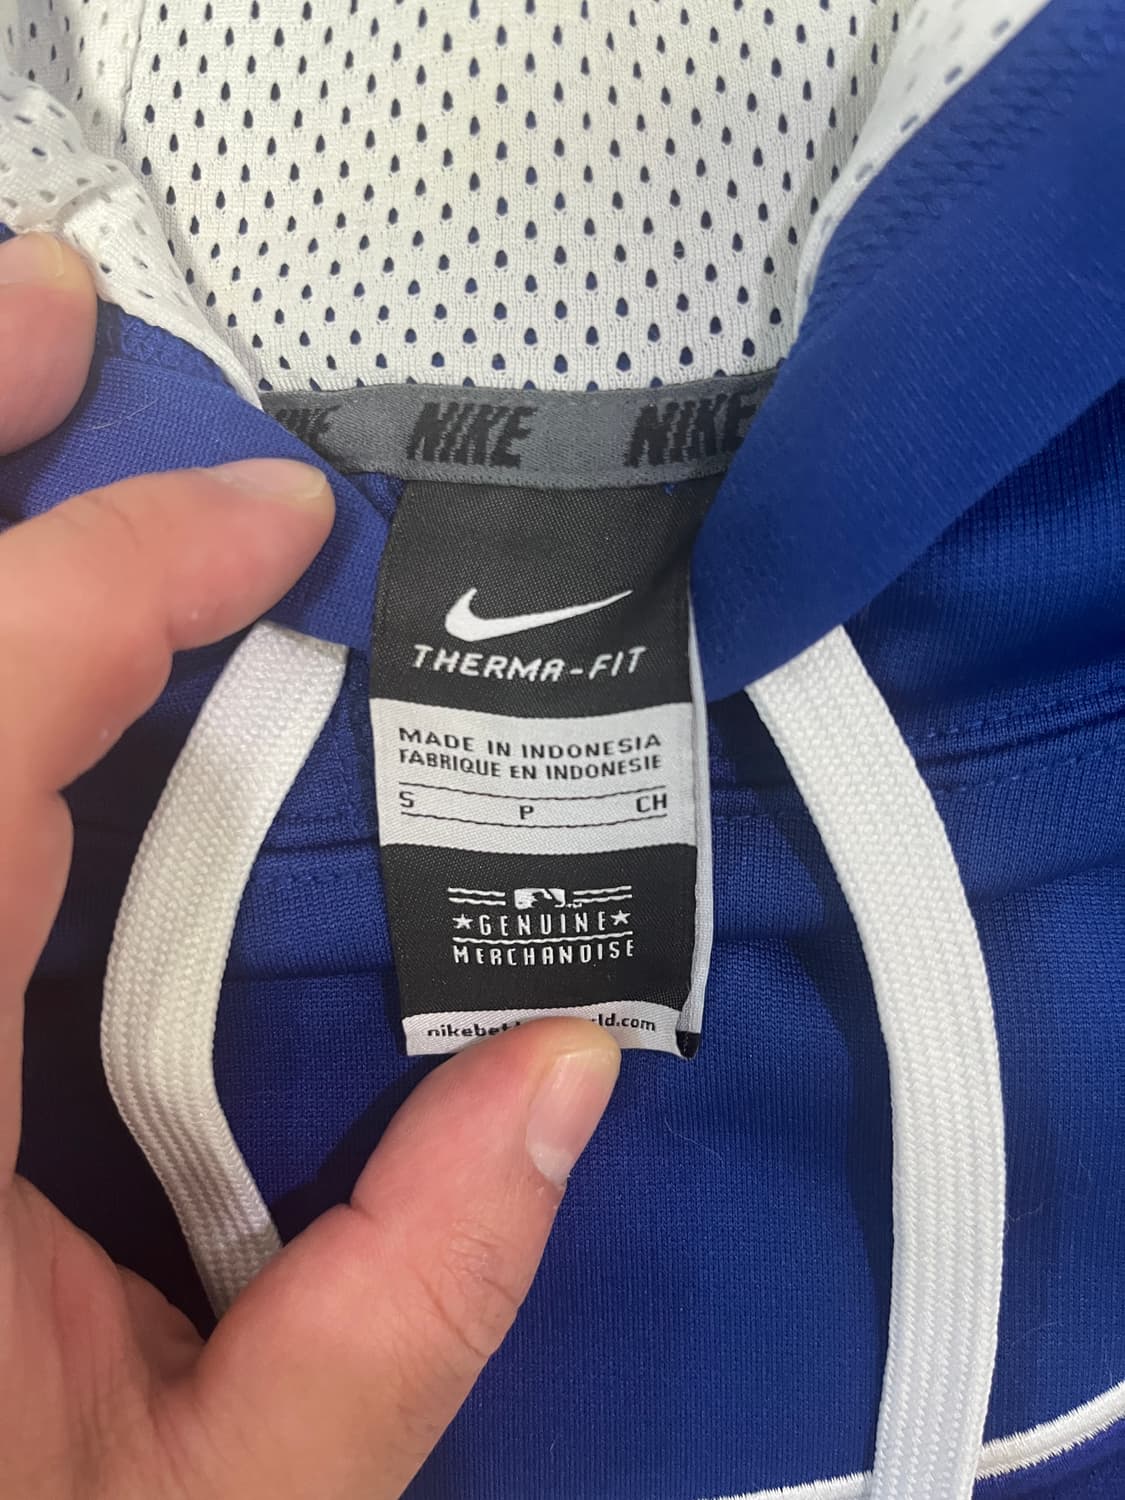 NIKE NIKE
THERMA-FIT
MADE IN INDONESIA
FABRIQUE EN INDONESIE
S P CH
GENUINE
MERCHANDISE